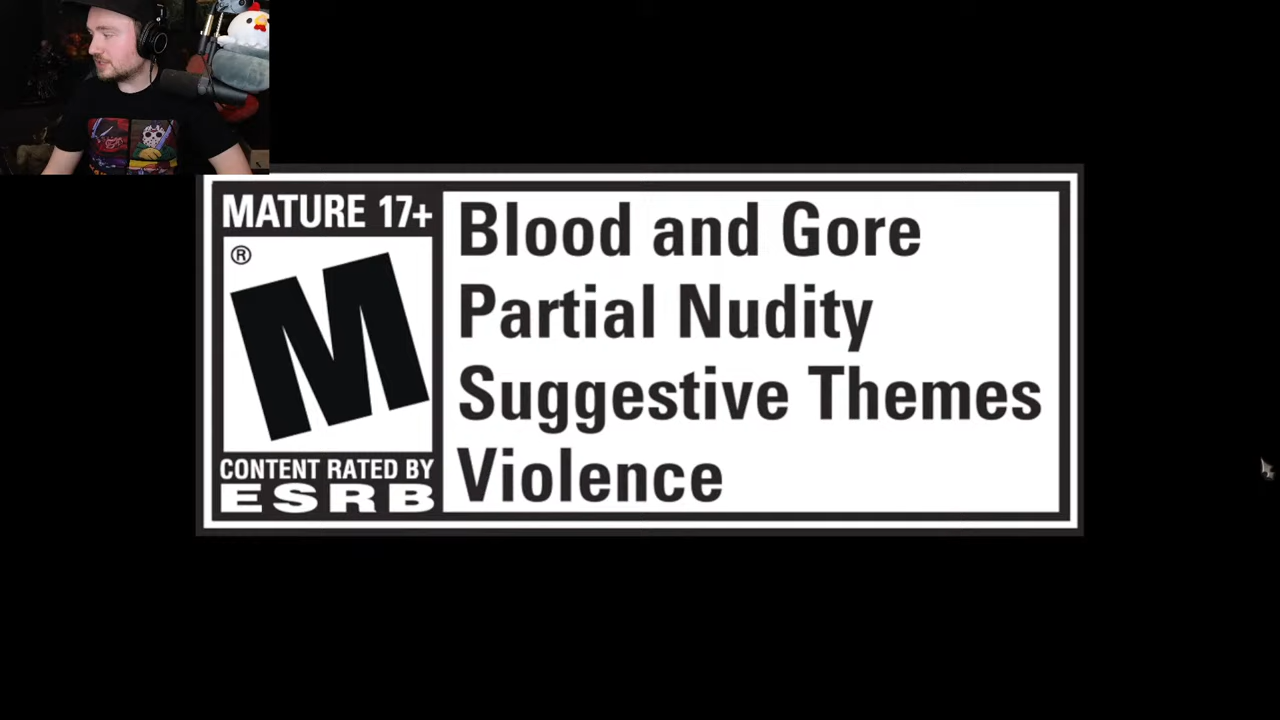 MATURE 17+
®
M
CONTENT RATED BY
ESRB
Blood and Gore
Partial Nudity
Suggestive Themes
Violence